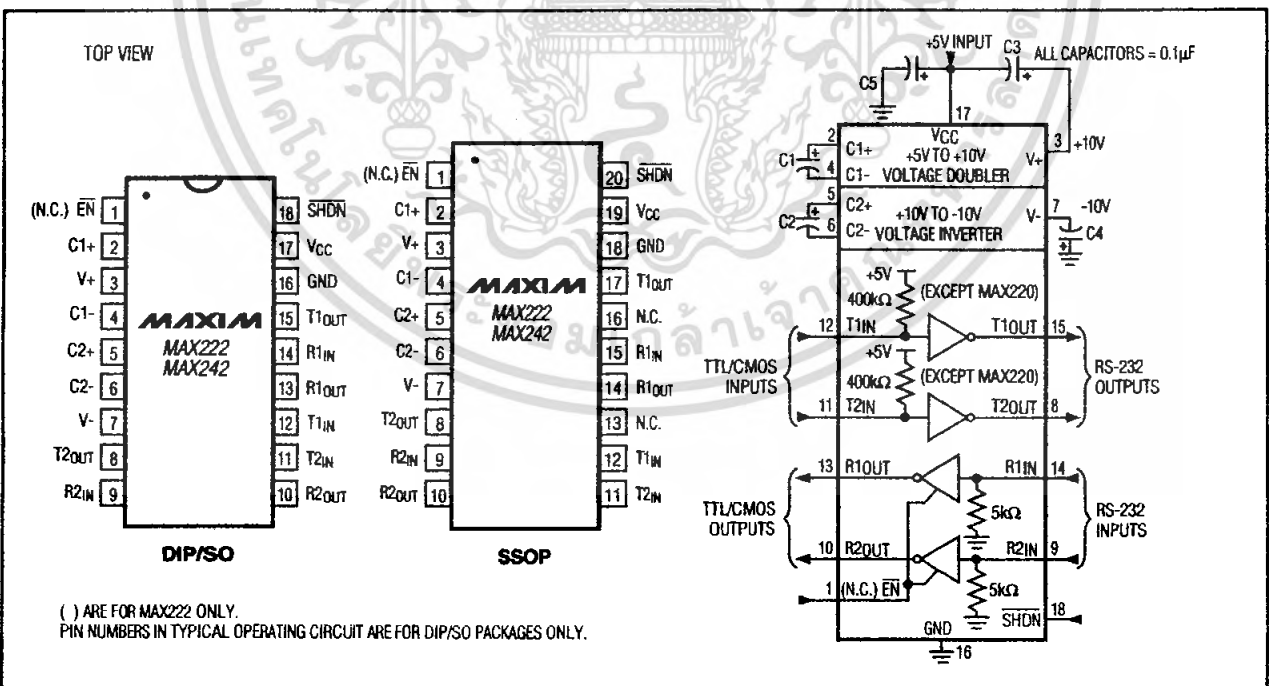 TOP VIEW
(N.C.) EN 1
C1+ 2
V+ 3
C1- 4
C2+ 5
C2- 6
V- 7
T2OUT 8
R2IN 9
18 SHDN
17 VCC
16 GND
15 T1OUT
14 R1IN
13 R1OUT
12 T1IN
11 T2IN
10 R2OUT
MAXIM
MAX222
MAX242
DIP/SO
(N.C.) EN 1
C1+ 2
V+ 3
C1- 4
C2+ 5
C2- 6
V- 7
T2OUT 8
R2IN 9
R2OUT 10
20 SHDN
19 VCC
18 GND
17 T1OUT
16 N.C.
15 R1IN
14 R1OUT
13 N.C.
12 T1IN
11 T2IN
MAXIM
MAX222
MAX242
SSOP
+5V INPUT
C3
ALL CAPACITORS = 0.1µF
C5
17
2
VCC
3
+10V
C1
C1+
+5V TO +10V
V+
4
C1-
VOLTAGE DOUBLER
5
C2+
+10V TO -10V
7
-10V
C2
6
C2-
VOLTAGE INVERTER
V-
C4
+5V
400kΩ
(EXCEPT MAX220)
12
T1IN
T1OUT
15
TTL/CMOS
INPUTS
+5V
400kΩ
(EXCEPT MAX220)
RS-232
OUTPUTS
11
T2IN
T2OUT
8
13
R1OUT
R1IN
14
TTL/CMOS
OUTPUTS
5kΩ
RS-232
INPUTS
10
R2OUT
R2IN
9
1
(N.C.) EN
5kΩ
SHDN
18
GND
16
( ) ARE FOR MAX222 ONLY.
PIN NUMBERS IN TYPICAL OPERATING CIRCUIT ARE FOR DIP/SO PACKAGES ONLY.